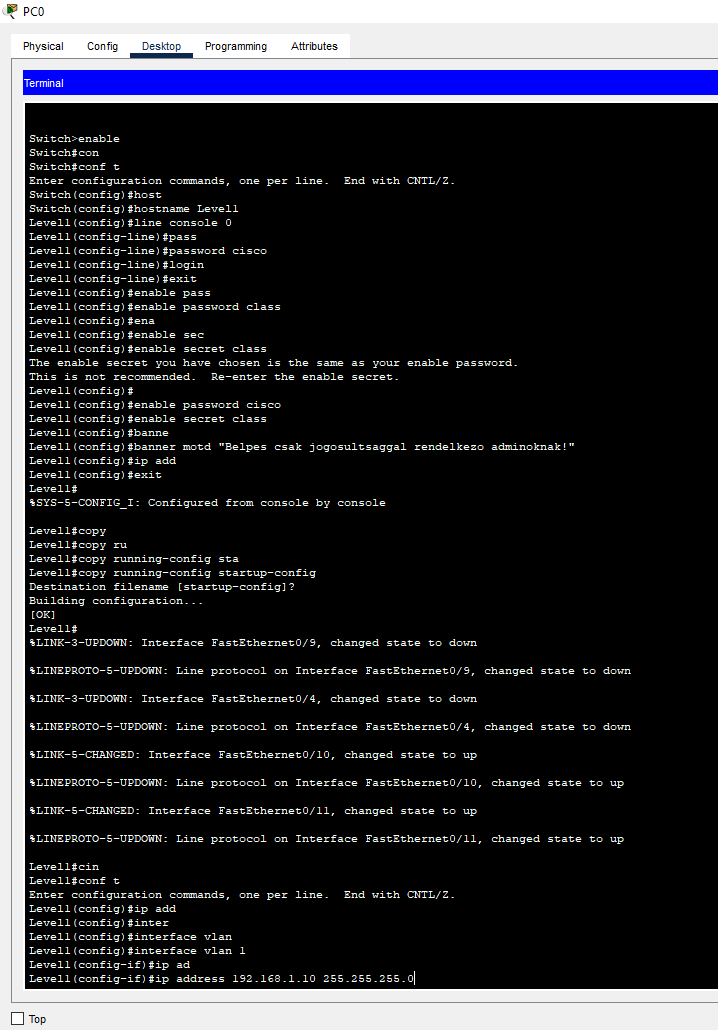 PC0
Physical Config Desktop Programming Attributes
Terminal
Switch>enable
Switch#con
Switch#conf t
Enter configuration commands, one per line.  End with CNTL/Z.
Switch(config)#host
Switch(config)#hostname Level1
Level1(config)#line console 0
Level1(config-line)#pass
Level1(config-line)#password cisco
Level1(config-line)#login
Level1(config-line)#exit
Level1(config)#enable pass
Level1(config)#enable password class
Level1(config)#ena
Level1(config)#enable sec
Level1(config)#enable secret class
The enable secret you have chosen is the same as your enable password.
This is not recommended.  Re-enter the enable secret.
Level1(config)#
Level1(config)#enable password cisco
Level1(config)#enable secret class
Level1(config)#banne
Level1(config)#banner motd "Belpes csak jogosultsaggal rendelkezo adminoknak!"
Level1(config)#ip add
Level1(config)#exit
Level1#
%SYS-5-CONFIG_I: Configured from console by console
Level1#copy
Level1#copy ru
Level1#copy running-config sta
Level1#copy running-config startup-config
Destination filename [startup-config]?
Building configuration...
[OK]
Level1#
%LINK-3-UPDOWN: Interface FastEthernet0/9, changed state to down
%LINEPROTO-5-UPDOWN: Line protocol on Interface FastEthernet0/9, changed state to down
%LINK-3-UPDOWN: Interface FastEthernet0/4, changed state to down
%LINEPROTO-5-UPDOWN: Line protocol on Interface FastEthernet0/4, changed state to down
%LINK-5-CHANGED: Interface FastEthernet0/10, changed state to up
%LINEPROTO-5-UPDOWN: Line protocol on Interface FastEthernet0/10, changed state to up
%LINK-5-CHANGED: Interface FastEthernet0/11, changed state to up
%LINEPROTO-5-UPDOWN: Line protocol on Interface FastEthernet0/11, changed state to up
Level1#cin
Level1#conf t
Enter configuration commands, one per line.  End with CNTL/Z.
Level1(config)#ip add
Level1(config)#inter
Level1(config)#interface vlan
Level1(config)#interface vlan 1
Level1(config-if)#ip ad
Level1(config-if)#ip address 192.168.1.10 255.255.255.0
Top